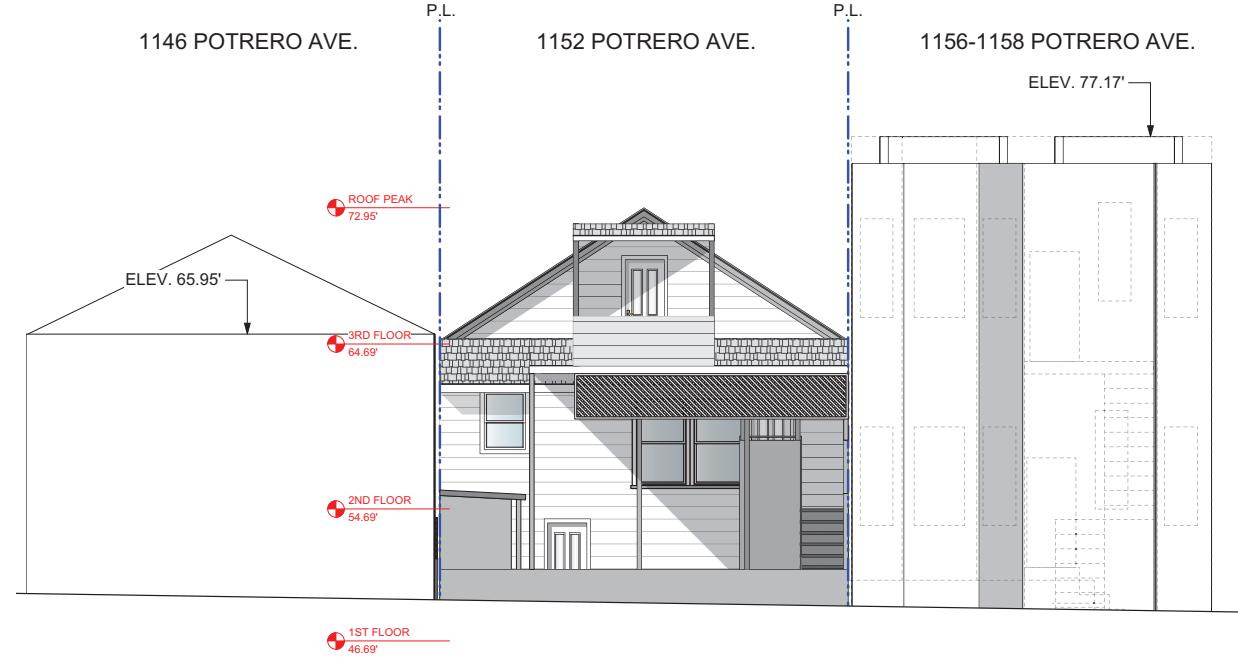 P.L.
P.L.
1146 POTRERO AVE.
1152 POTRERO AVE.
1156-1158 POTRERO AVE.
ELEV. 77.17'
ROOF PEAK
72.95'
ELEV. 65.95'
3RD FLOOR
64.69'
2ND FLOOR
54.69'
1ST FLOOR
46.69'